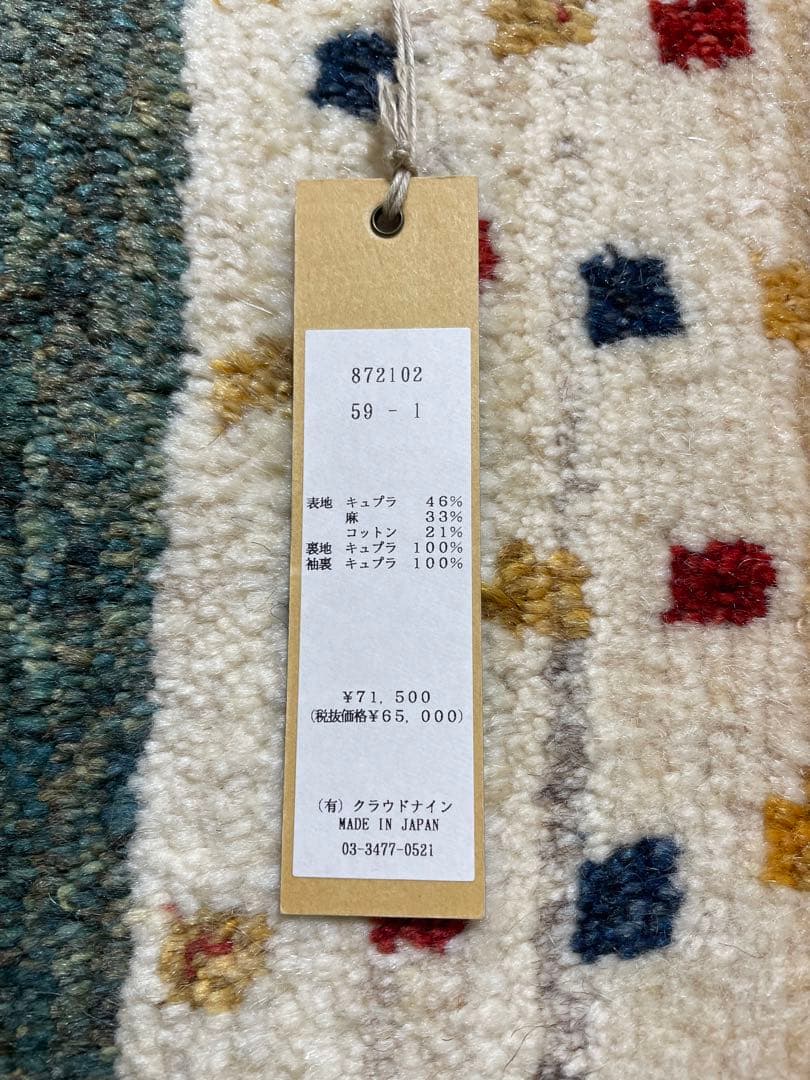 872102
59 - 1
表地 キュプラ 46%
麻 33%
コットン 21%
裏地 キュプラ 100%
袖裏 キュプラ 100%
¥71,500
(税抜価格¥65,000)
(有) クラウドナイン
MADE IN JAPAN
03-3477-0521